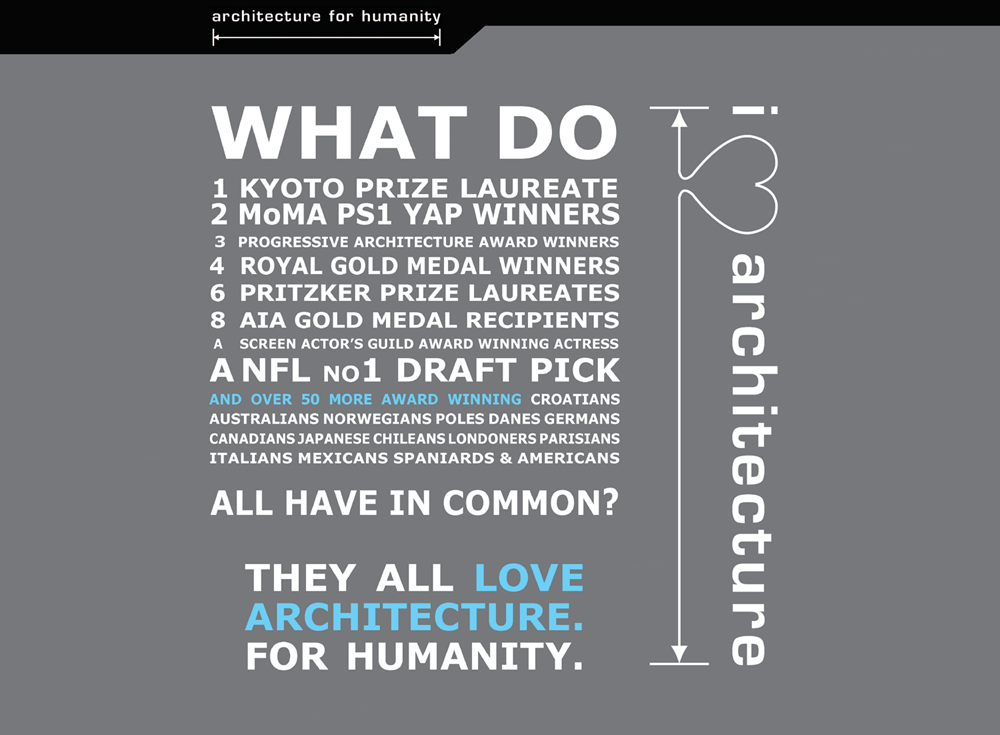 architecture for humanity
WHAT DO
1 KYOTO PRIZE LAUREATE
2 MoMA PS1 YAP WINNERS
3 PROGRESSIVE ARCHITECTURE AWARD WINNERS
4 ROYAL GOLD MEDAL WINNERS
6 PRITZKER PRIZE LAUREATES
8 AIA GOLD MEDAL RECIPIENTS
A SCREEN ACTOR'S GUILD AWARD WINNING ACTRESS
A NFL NO1 DRAFT PICK
AND OVER 50 MORE AWARD WINNING CROATIANS
AUSTRALIANS NORWEGIANS POLES DANES GERMANS
CANADIANS JAPANESE CHILEANS LONDONERS PARISIANS
ITALIANS MEXICANS SPANIARDS & AMERICANS
ALL HAVE IN COMMON?
THEY ALL LOVE
ARCHITECTURE.
FOR HUMANITY.
i architecture